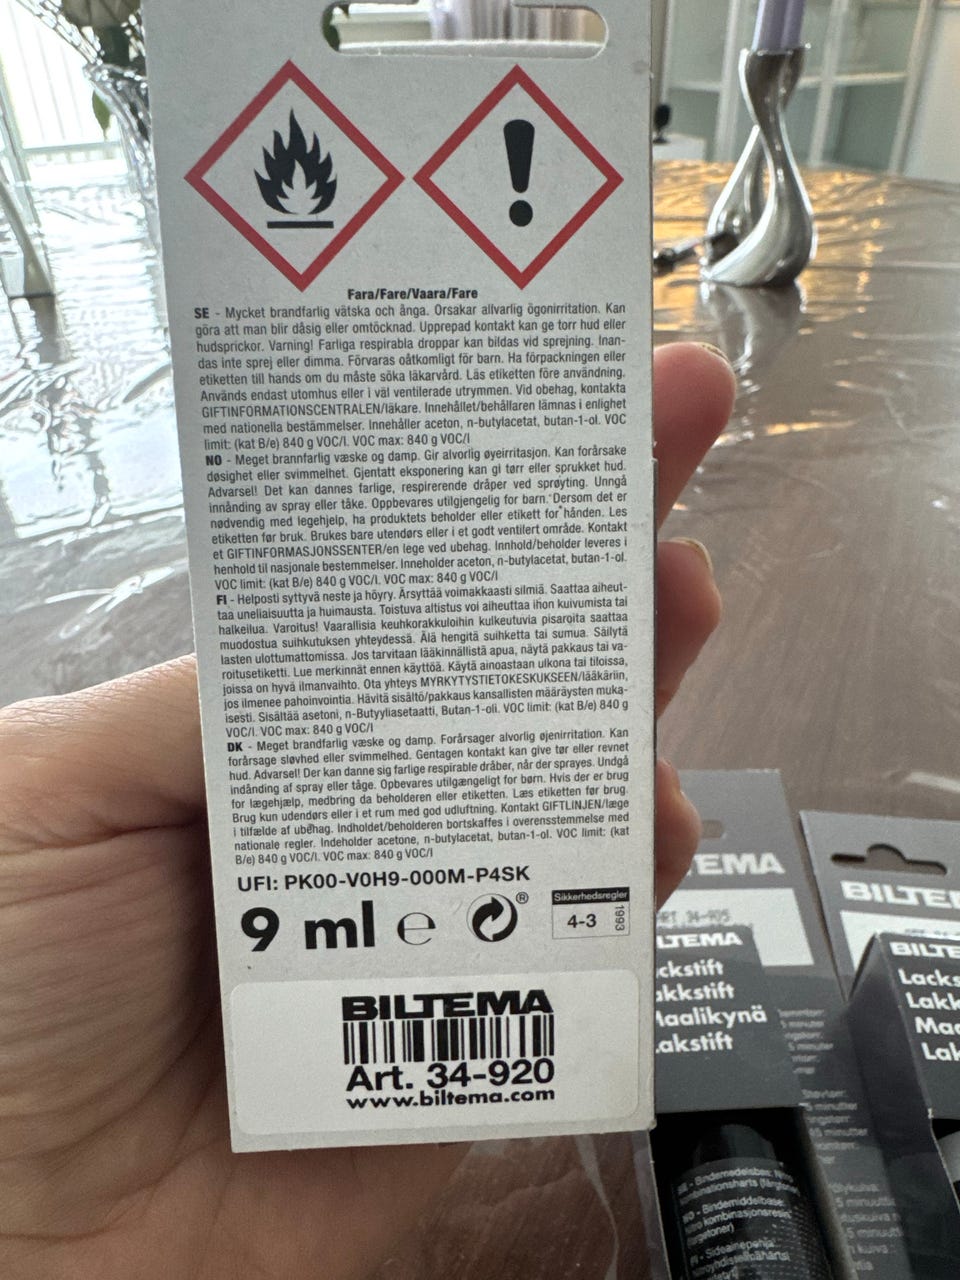 Fara/Fare/Vaara/Fare
SE - Mycket brandfarlig vätska och ånga. Orsakar allvarlig ögonirritation. Kan
göra att man blir dåsig eller omtöcknad. Upprepad kontakt kan ge torr hud eller
hudsprickor. Varning! Farliga respirabla droppar kan bildas vid sprejning. Inan-
das inte sprej eller dimma. Förvaras oåtkomligt för barn. Ha förpackningen eller
etiketten till hands om du måste söka läkarvård. Läs etiketten före användning.
Används endast utomhus eller i väl ventilerade utrymmen. Vid obehag, kontakta
GIFTINFORMATIONSCENTRALEN/läkare. Innehållet/behållaren lämnas i enlighet
med nationella bestämmelser. Innehåller aceton, n-butylacetat, butan-1-ol. VOC
limit: (kat B/e) 840 g VOC/l. VOC max: 840 g VOC/l
NO - Meget brannfarlig væske og damp. Gir alvorlig øyeirritasjon. Kan forårsake
døsighet eller svimmelhet. Gjentatt eksponering kan gi tørr eller sprukket hud.
Advarsel! Det kan dannes farlige, respirerende dråper ved sprøyting. Unngå
innånding av spray eller tåke. Oppbevares utilgjengelig for barn. Dersom det er
nødvendig med legehjelp, ha produktets beholder eller etikett for hånden. Les
etiketten før bruk. Brukes bare utendørs eller i et godt ventilert område. Kontakt
et GIFTINFORMASJONSSENTER/en lege ved ubehag. Innhold/beholder leveres i
henhold til nasjonale bestemmelser. Inneholder aceton, n-butylacetat, butan-1-ol.
VOC limit: (kat B/e) 840 g VOC/l. VOC max: 840 g VOC/l
FI - Helposti syttyvä neste ja höyry. Ärsyttää voimakkaasti silmiä. Saattaa aiheut-
taa uneliaisuutta ja huimausta. Toistuva altistus voi aiheuttaa ihon kuivumista tai
halkeilua. Varoitus! Vaarallisia keuhkorakkuloihin kulkeutuvia pisaroita saattaa
muodostua suihkutuksen yhteydessä. Älä hengitä suihketta tai sumua. Säilytä
lasten ulottumattomissa. Jos tarvitaan lääkinnällistä apua, näytä pakkaus tai va-
roitusetiketti. Lue merkinnät ennen käyttöä. Käytä ainoastaan ulkona tai tiloissa,
joissa on hyvä ilmanvaihto. Ota yhteys MYRKYTYSTIETOKESKUKSEEN/lääkäriin,
jos ilmenee pahoinvointia. Hävitä sisältö/pakkaus kansallisten määräysten muka-
isesti. Sisältää asetoni, n-Butyyliasetaatti, Butan-1-oli. VOC limit: (kat B/e) 840 g
VOC/l. VOC max: 840 g VOC/l
DK - Meget brandfarlig væske og damp. Forårsager alvorlig øjenirritation. Kan
forårsage sløvhed eller svimmelhed. Gentagen kontakt kan give tør eller revnet
hud. Advarsel! Der kan danne sig farlige respirable dråber, når der sprayes. Undgå
indånding af spray eller tåge. Opbevares utilgængeligt for børn. Hvis der er brug
for lægehjælp, medbring da beholderen eller etiketten. Læs etiketten før brug.
Brug kun udendørs eller i et rum med god udluftning. Kontakt GIFTLINJEN/læge
i tilfælde af ubehag. Indholdet/beholderen bortskaffes i overensstemmelse med
nationale regler. Indeholder acetone, n-butylacetat, butan-1-ol. VOC limit: (kat
B/e) 840 g VOC/l. VOC max: 840 g VOC/l
UFI: PK00-V0H9-000M-P4SK
9 ml e ®
Sikkerhedsregler
4-3 1993
BILTEMA
Art. 34-920
www.biltema.com
LTEMA
LTEMA
ckstift
akkstift
Maalikynä
Lakstift
BILTE
BILTE
Lacks
Lakk
Maa
Lak